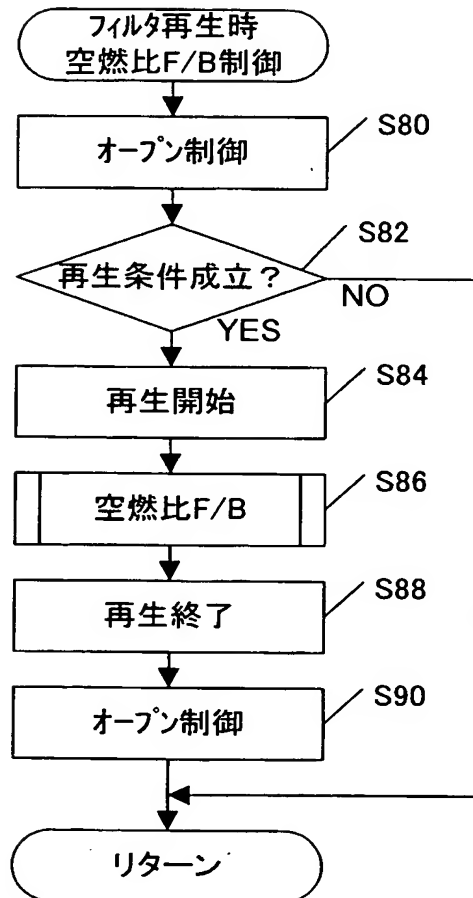 フィルタ再生時
空燃比F/B制御
オープン制御
S80
再生条件成立？
S82
NO
YES
再生開始
S84
空燃比F/B
S86
再生終了
S88
オープン制御
S90
リターン